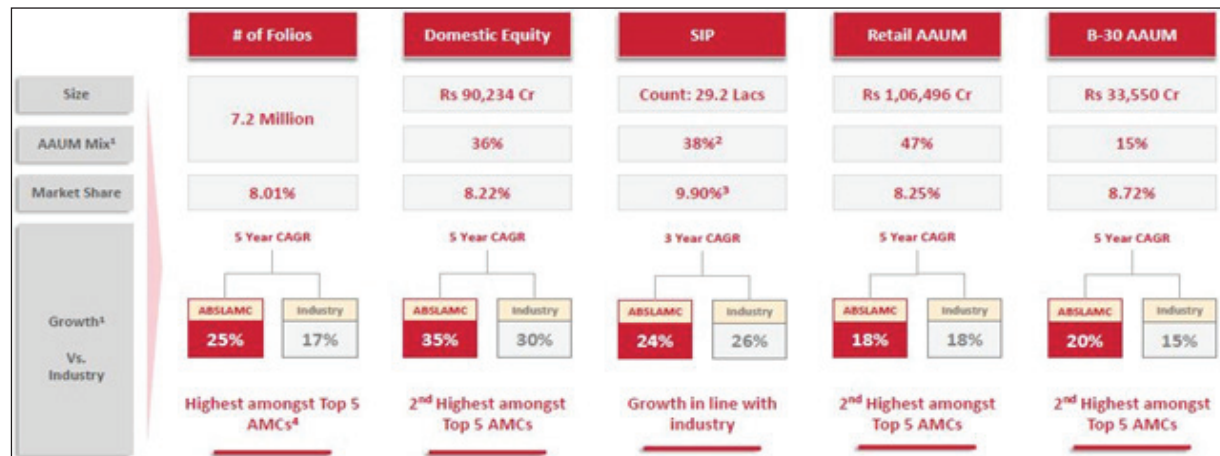 # of Folios
Domestic Equity
SIP
Retail AAUM
B-30 AAUM
Size
7.2 Million
Rs 90,234 Cr
Count: 29.2 Lacs
Rs 1,06,496 Cr
Rs 33,550 Cr
AAUM Mix¹
36%
38%²
47%
15%
Market Share
8.01%
8.22%
9.90%³
8.25%
8.72%
Growth¹
Vs.
Industry
5 Year CAGR
5 Year CAGR
3 Year CAGR
5 Year CAGR
5 Year CAGR
ABSLAMC
Industry
ABSLAMC
Industry
ABSLAMC
Industry
ABSLAMC
Industry
ABSLAMC
Industry
25%
17%
35%
30%
24%
26%
18%
18%
20%
15%
Highest amongst Top 5
AMCs⁴
2nd Highest amongst
Top 5 AMCs
Growth in line with
industry
2nd Highest amongst
Top 5 AMCs
2nd Highest amongst
Top 5 AMCs